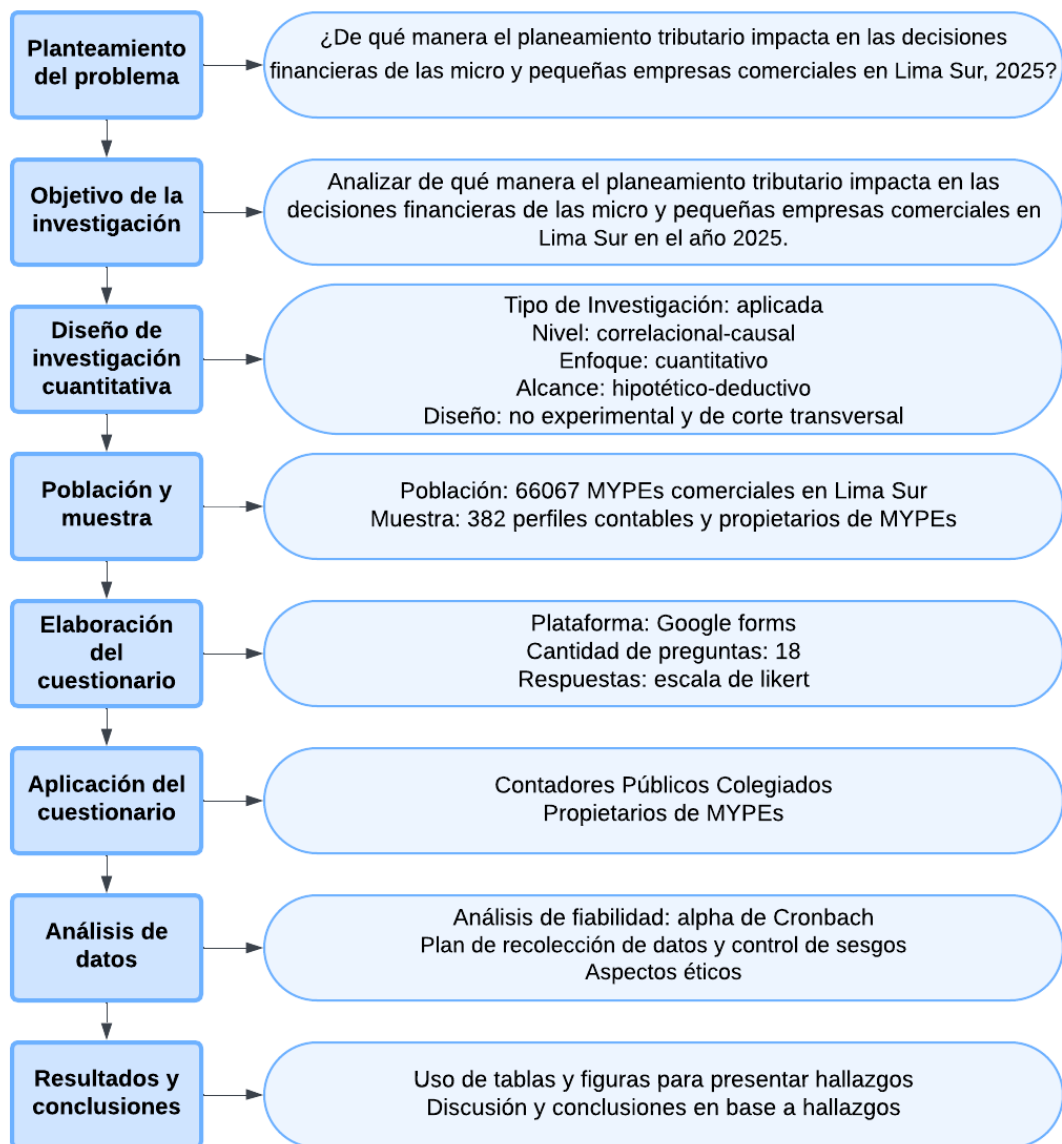 Planteamiento
del problema
¿De qué manera el planeamiento tributario impacta en las decisiones
financieras de las micro y pequeñas empresas comerciales en Lima Sur, 2025?
Objetivo de la
investigación
Analizar de qué manera el planeamiento tributario impacta en las
decisiones financieras de las micro y pequeñas empresas comerciales en
Lima Sur en el año 2025.
Diseño de
investigación
cuantitativa
Tipo de Investigación: aplicada
Nivel: correlacional-causal
Enfoque: cuantitativo
Alcance: hipotético-deductivo
Diseño: no experimental y de corte transversal
Población y
muestra
Población: 66067 MYPEs comerciales en Lima Sur
Muestra: 382 perfiles contables y propietarios de MYPEs
Elaboración
del
cuestionario
Plataforma: Google forms
Cantidad de preguntas: 18
Respuestas: escala de likert
Aplicación del
cuestionario
Contadores Públicos Colegiados
Propietarios de MYPEs
Análisis de
datos
Análisis de fiabilidad: alpha de Cronbach
Plan de recolección de datos y control de sesgos
Aspectos éticos
Resultados y
conclusiones
Uso de tablas y figuras para presentar hallazgos
Discusión y conclusiones en base a hallazgos